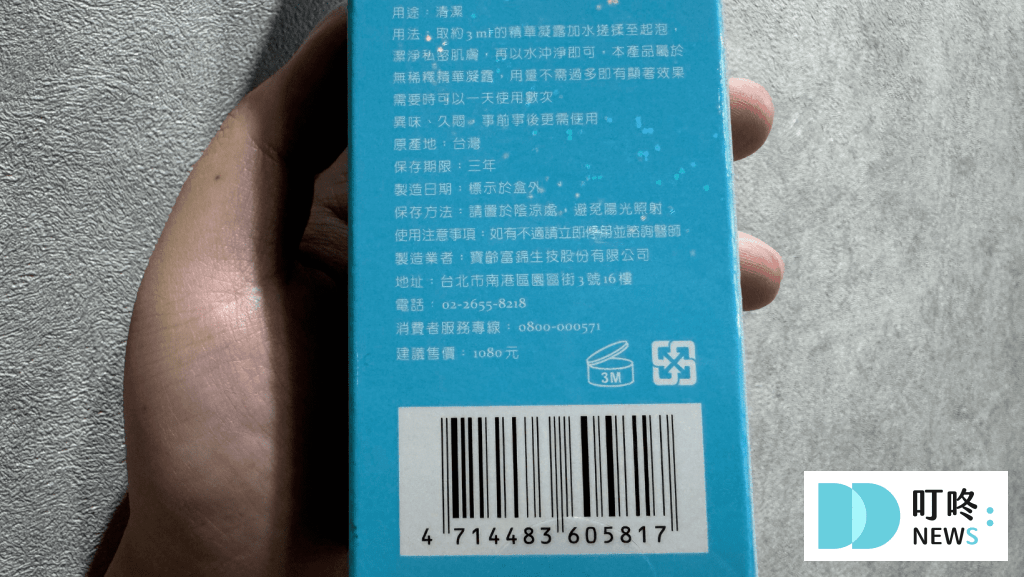 用途：清潔
用法：取約3 ml的精華凝露加水搓揉至起泡，
潔淨私密肌膚，再以水沖淨即可，本產品屬於
無稀釋精華凝露，用量不需過多即有顯著效果
需要時可以一天使用數次。
異味、久悶，事前事後更需使用。
原產地：台灣
保存期限：三年
製造日期：標示於盒外
保存方法：請置於陰涼處，避免陽光照射。
使用注意事項：如有不適請立即停用並諮詢醫師。
製造業者：寶齡富錦生技股份有限公司
地址：台北市南港區園區街3號16樓
電話：02-2655-8218
消費者服務專線：0800-000571
建議售價：1080元
3M
4 714483 605817
叮咚:
NEWS